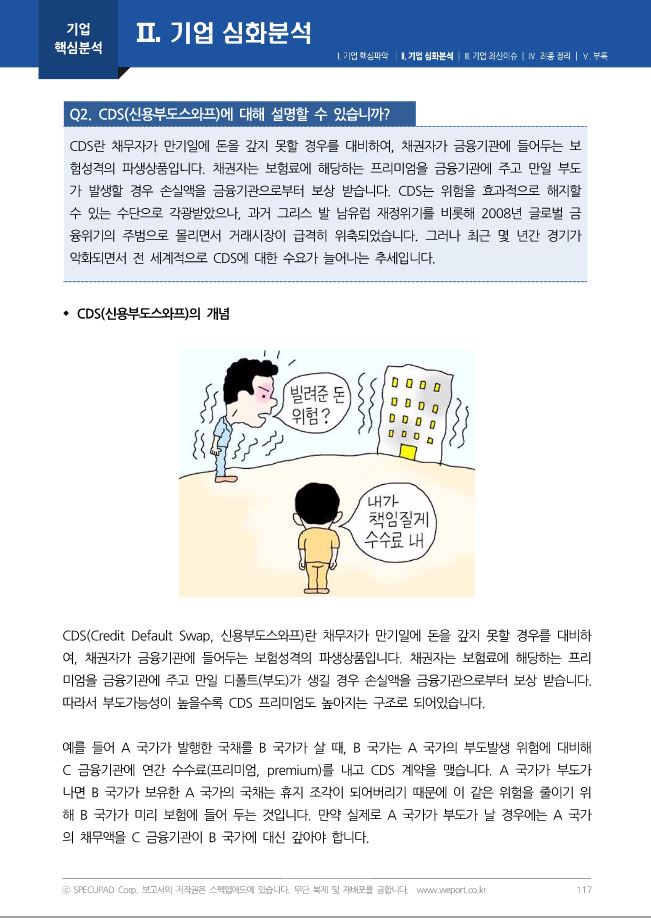 기업
핵심분석
Ⅱ. 기업 심화분석
Ⅰ. 기업 핵심파악 | Ⅱ. 기업 심화분석 | Ⅲ. 기업 최신이슈 | Ⅳ. 최종 정리 | Ⅴ. 부록
Q2. CDS(신용부도스와프)에 대해 설명할 수 있습니까?
CDS란 채무자가 만기일에 돈을 갚지 못할 경우를 대비하여, 채권자가 금융기관에 들어두는 보
험성격의 파생상품입니다. 채권자는 보험료에 해당하는 프리미엄을 금융기관에 주고 만일 부도
가 발생할 경우 손실액을 금융기관으로부터 보상 받습니다. CDS는 위험을 효과적으로 해지할
수 있는 수단으로 각광받았으나, 과거 그리스 발 남유럽 재정위기를 비롯해 2008년 글로벌 금
융위기의 주범으로 몰리면서 거래시장이 급격히 위축되었습니다. 그러나 최근 몇 년간 경기가
악화되면서 전 세계적으로 CDS에 대한 수요가 늘어나는 추세입니다.
◆ CDS(신용부도스와프)의 개념
빌려준 돈
위험?
내가
책임질게
수수료 내
CDS(Credit Default Swap, 신용부도스와프)란 채무자가 만기일에 돈을 갚지 못할 경우를 대비하
여, 채권자가 금융기관에 들어두는 보험성격의 파생상품입니다. 채권자는 보험료에 해당하는 프리
미엄을 금융기관에 주고 만일 디폴트(부도)가 생길 경우 손실액을 금융기관으로부터 보상 받습니다.
따라서 부도가능성이 높을수록 CDS 프리미엄도 높아지는 구조로 되어있습니다.
예를 들어 A 국가가 발행한 국채를 B 국가가 살 때, B 국가는 A 국가의 부도발생 위험에 대비해
C 금융기관에 연간 수수료(프리미엄, premium)를 내고 CDS 계약을 맺습니다. A 국가가 부도가
나면 B 국가가 보유한 A 국가의 국채는 휴지 조각이 되어버리기 때문에 이 같은 위험을 줄이기 위
해 B 국가가 미리 보험에 들어 두는 것입니다. 만약 실제로 A 국가가 부도가 날 경우에는 A 국가
의 채무액을 C 금융기관이 B 국가에 대신 갚아야 합니다.
ⓒ SPECUPAD Corp. 보고서의 저작권은 스펙업애드에 있습니다. 무단 복제 및 재배포를 금합니다. www.weport.co.kr
117